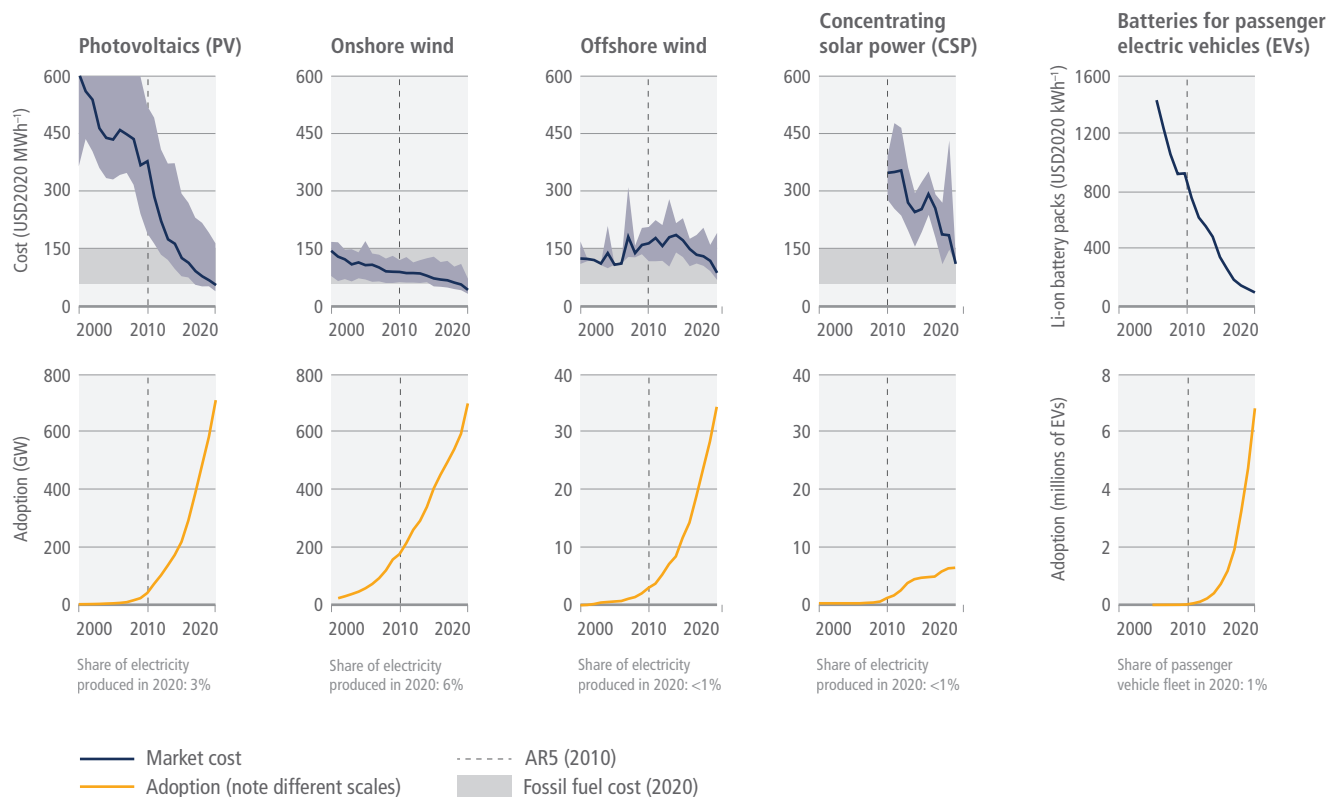 Photovoltaics (PV)
Onshore wind
Offshore wind
Concentrating
solar power (CSP)
Batteries for passenger
electric vehicles (EVs)
Cost (USD2020 MWh⁻¹)
600
450
300
150
0
2000 2010 2020
600
450
300
150
0
2000 2010 2020
600
450
300
150
0
2000 2010 2020
600
450
300
150
0
2000 2010 2020
Li-on battery packs (USD2020 kWh⁻¹)
1600
1200
800
400
0
2000 2010 2020
Adoption (GW)
800
600
400
200
0
2000 2010 2020
800
600
400
200
0
2000 2010 2020
40
30
20
10
0
2000 2010 2020
40
30
20
10
0
2000 2010 2020
Adoption (millions of EVs)
8
6
4
2
0
2000 2010 2020
Share of electricity
produced in 2020: 3%
Share of electricity
produced in 2020: 6%
Share of electricity
produced in 2020: <1%
Share of electricity
produced in 2020: <1%
Share of passenger
vehicle fleet in 2020: 1%
Market cost
Adoption (note different scales)
AR5 (2010)
Fossil fuel cost (2020)